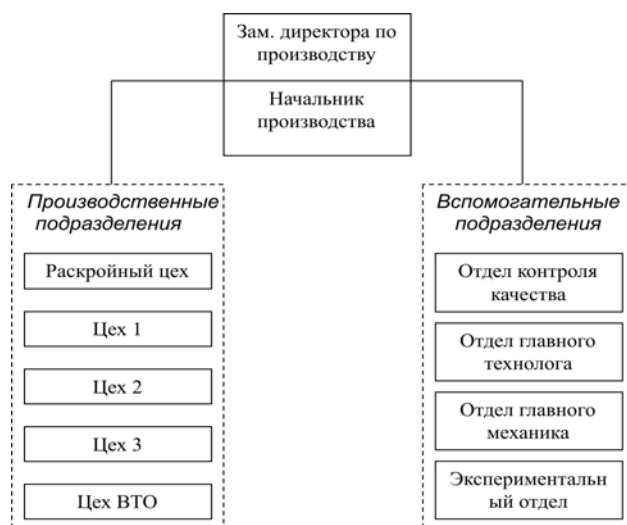 Зам. директора по
производству
Начальник
производства
Производственные
подразделения
Раскройный цех
Цех 1
Цех 2
Цех 3
Цех ВТО
Вспомогательные
подразделения
Отдел контроля
качества
Отдел главного
технолога
Отдел главного
механика
Экспериментальн
ый отдел